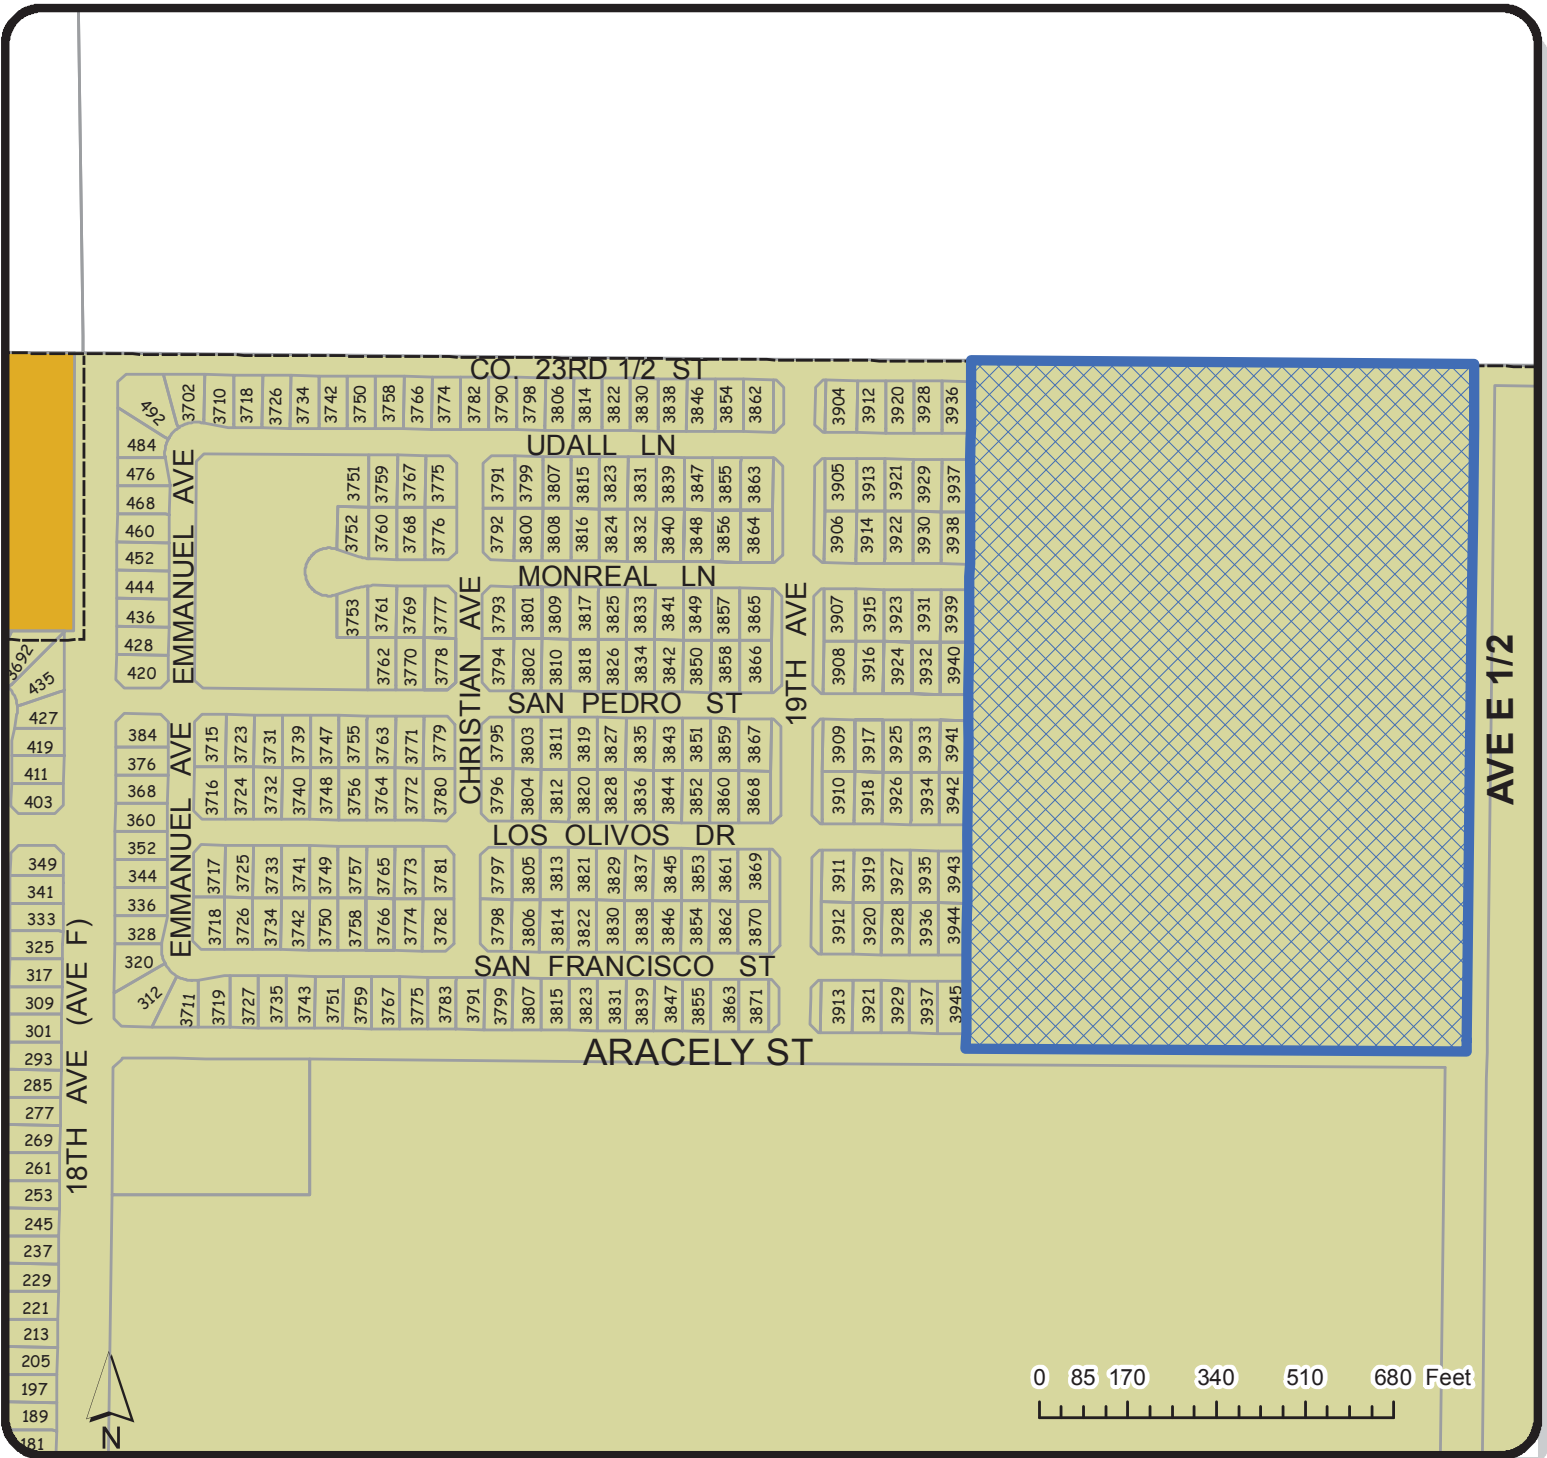 CO. 23RD 1/2 ST
3702 3710 3718 3726 3734 3742 3750 3758 3766 3774 3782 3790 3798 3806 3814 3822 3830 3838 3846 3854 3862
3904 3912 3920 3928 3936
492
484
476
468
460
452
444
436
428
420
EMMANUEL AVE
UDALL LN
3751 3759 3767 3775
3791 3799 3807 3815 3823 3831 3839 3847 3855 3863
3905 3913 3921 3929 3937
3752 3760 3768 3776
3792 3800 3808 3816 3824 3832 3840 3848 3856 3864
3906 3914 3922 3930 3938
MONREAL LN
3753 3761 3769 3777
3793 3801 3809 3817 3825 3833 3841 3849 3857 3865
3907 3915 3923 3931 3939
3762 3770 3778
3794 3802 3810 3818 3826 3834 3842 3850 3858 3866
3908 3916 3924 3932 3940
CHRISTIAN AVE
19TH AVE
AVE E 1/2
SAN PEDRO ST
3692
435
427
419
411
403
384
376
368
360
352
344
336
328
320
312
EMMANUEL AVE
3715 3723 3731 3739 3747 3755 3763 3771 3779
3795 3803 3811 3819 3827 3835 3843 3851 3859 3867
3909 3917 3925 3933 3941
3716 3724 3732 3740 3748 3756 3764 3772 3780
3796 3804 3812 3820 3828 3836 3844 3852 3860 3868
3910 3918 3926 3934 3942
LOS OLIVOS DR
3717 3725 3733 3741 3749 3757 3765 3773 3781
3797 3805 3813 3821 3829 3837 3845 3853 3861 3869
3911 3919 3927 3935 3943
3718 3726 3734 3742 3750 3758 3766 3774 3782
3798 3806 3814 3822 3830 3838 3846 3854 3862 3870
3912 3920 3928 3936 3944
SAN FRANCISCO ST
3711 3719 3727 3735 3743 3751 3759 3767 3775 3783 3791 3799 3807 3815 3823 3831 3839 3847 3855 3863 3871
3913 3921 3929 3937 3945
ARACELY ST
349
341
333
325
317
309
301
293
285
277
269
261
253
245
237
229
221
213
205
197
189
181
18TH AVE (AVE F)
N
0 85 170 340 510 680 Feet